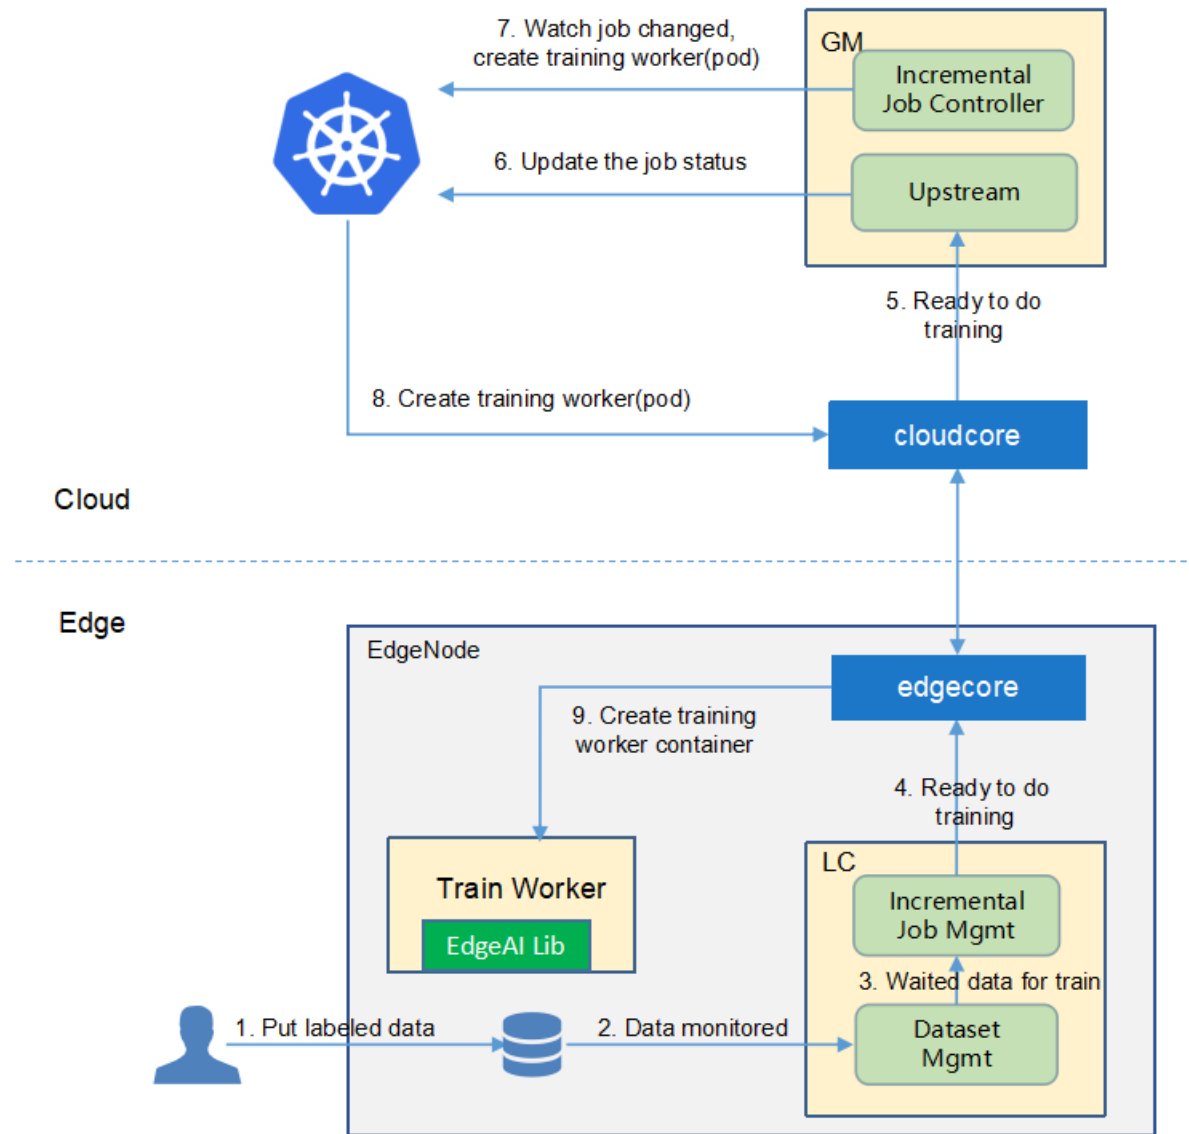 7. Watch job changed,
create training worker(pod)
GM
Incremental
Job Controller
6. Update the job status
Upstream
5. Ready to do
training
8. Create training worker(pod)
cloudcore
Cloud
Edge
EdgeNode
edgecore
9. Create training
worker container
4. Ready to do
training
LC
Train Worker
EdgeAI Lib
Incremental
Job Mgmt
3. Waited data for train
1. Put labeled data
2. Data monitored
Dataset
Mgmt